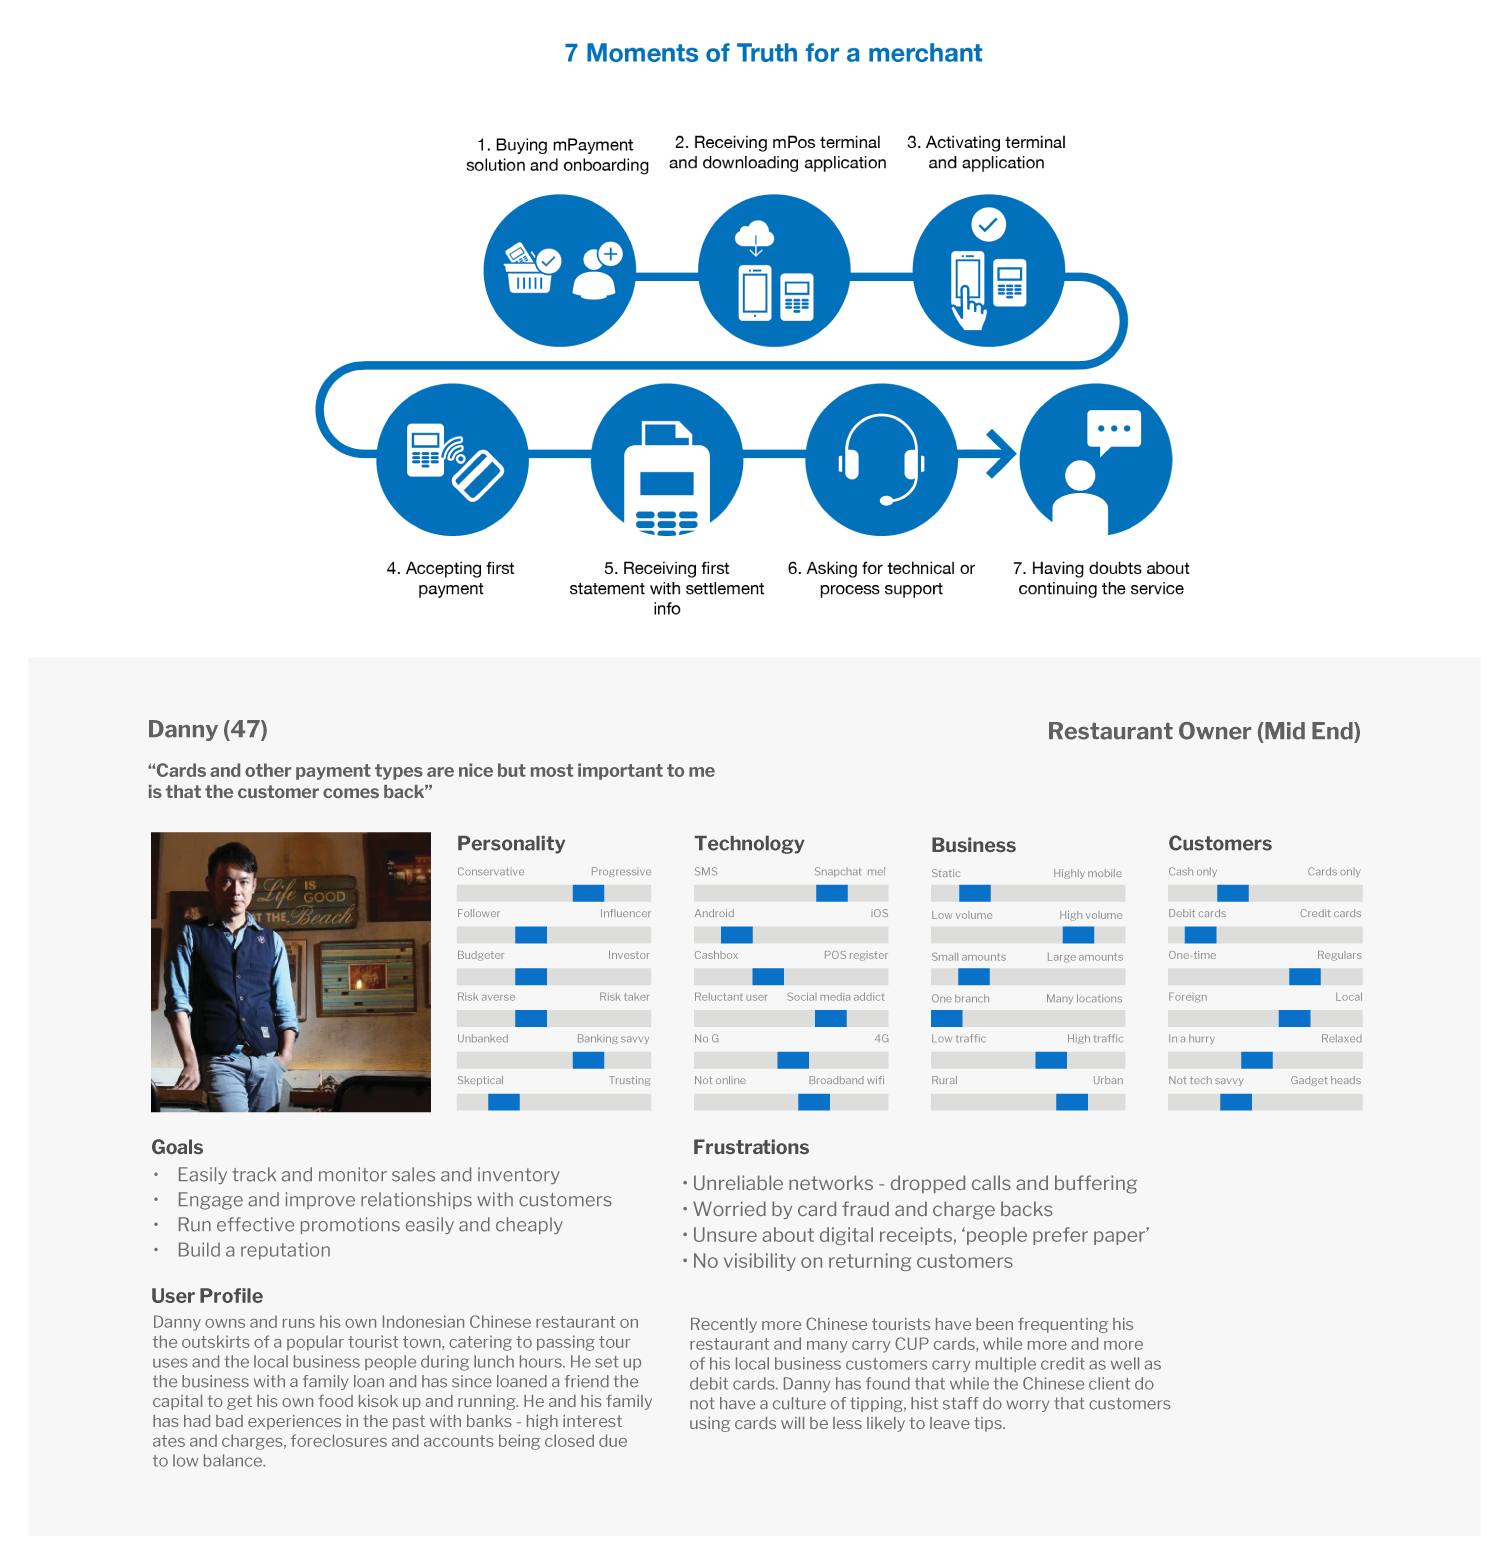 7 Moments of Truth for a merchant
1. Buying mPayment
solution and onboarding
2. Receiving mPos terminal
and downloading application
3. Activating terminal
and application
4. Accepting first
payment
5. Receiving first
statement with settlement
info
6. Asking for technical or
process support
7. Having doubts about
continuing the service
Danny (47)
Restaurant Owner (Mid End)
“Cards and other payment types are nice but most important to me
is that the customer comes back”
Life IS
GOOD
AT THE Beach
Personality
Conservative Progressive
Follower Influencer
Budgeter Investor
Risk averse Risk taker
Unbanked Banking savvy
Skeptical Trusting
Technology
SMS Snapchat me!
Android iOS
Cashbox POS register
Reluctant user Social media addict
No G 4G
Not online Broadband wifi
Business
Static Highly mobile
Low volume High volume
Small amounts Large amounts
One branch Many locations
Low traffic High traffic
Rural Urban
Customers
Cash only Cards only
Debit cards Credit cards
One-time Regulars
Foreign Local
In a hurry Relaxed
Not tech savvy Gadget heads
Goals
• Easily track and monitor sales and inventory
• Engage and improve relationships with customers
• Run effective promotions easily and cheaply
• Build a reputation
Frustrations
• Unreliable networks - dropped calls and buffering
• Worried by card fraud and charge backs
• Unsure about digital receipts, ‘people prefer paper’
• No visibility on returning customers
User Profile
Danny owns and runs his own Indonesian Chinese restaurant on
the outskirts of a popular tourist town, catering to passing tour
uses and the local business people during lunch hours. He set up
the business with a family loan and has since loaned a friend the
capital to get his own food kisok up and running. He and his family
has had bad experiences in the past with banks - high interest
ates and charges, foreclosures and accounts being closed due
to low balance.
Recently more Chinese tourists have been frequenting his
restaurant and many carry CUP cards, while more and more
of his local business customers carry multiple credit as well as
debit cards. Danny has found that while the Chinese client do
not have a culture of tipping, hist staff do worry that customers
using cards will be less likely to leave tips.